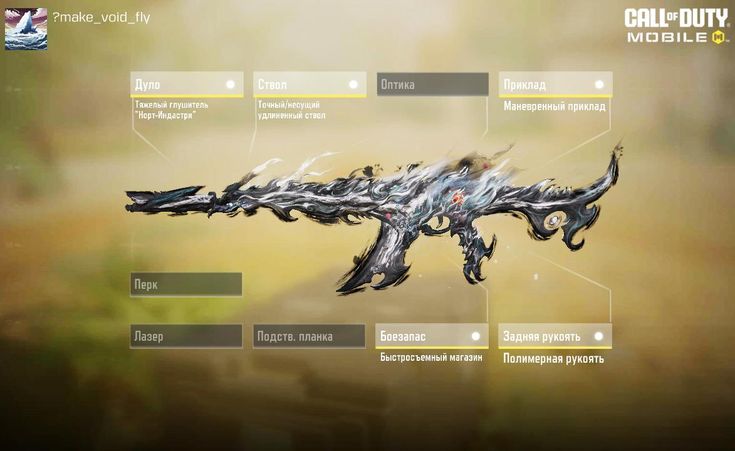 ?make_void_fly
CALL OF DUTY
MOBILE
Дуло
Ствол
Оптика
Приклад
Тяжелый глушитель
"Норт-Индастри"
Точный/несущий
удлиненный ствол
Маневренный приклад
Перк
Лазер
Подств. планка
Боезапас
Задняя рукоять
Быстросъемный магазин
Полимерная рукоять